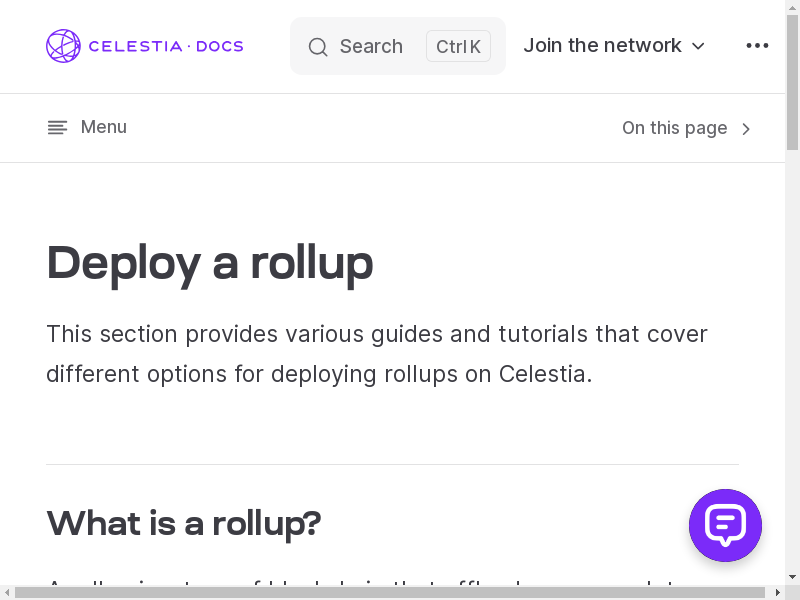 CELESTIA · DOCS
Search
Ctrl K
Join the network
Menu
On this page
Deploy a rollup
This section provides various guides and tutorials that cover
different options for deploying rollups on Celestia.
What is a rollup?